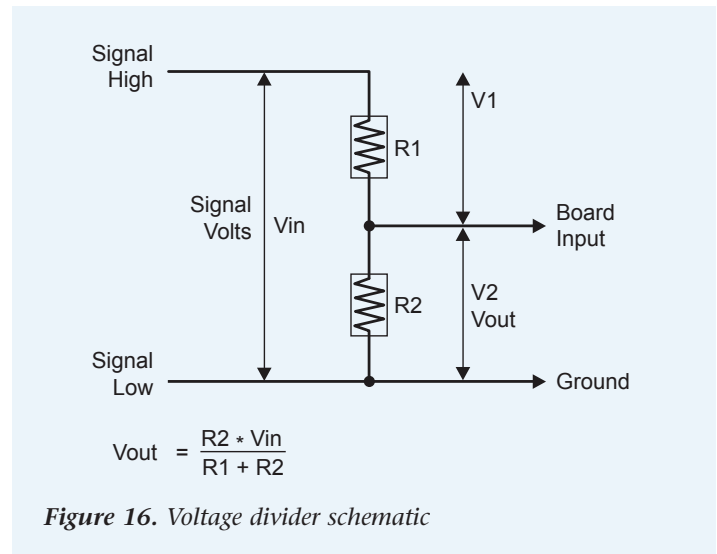 Signal
High
V1
R1
Signal
Volts
Vin
Board
Input
R2
V2
Vout
Signal
Low
Ground
Vout = R2 * Vin
R1 + R2
Figure 16. Voltage divider schematic